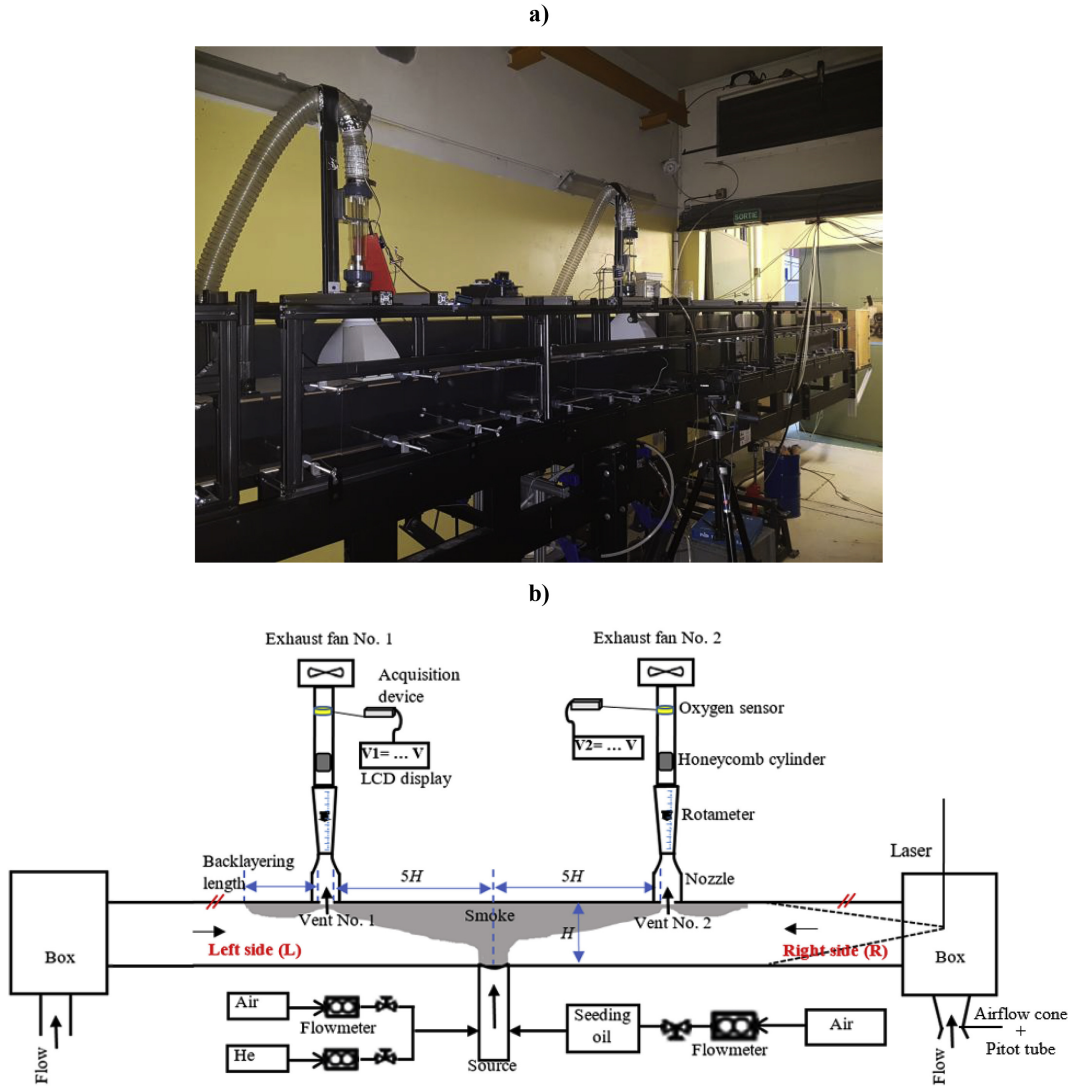 a)
SORTIE
b)
Exhaust fan No. 1
Exhaust fan No. 2
Acquisition
device
Oxygen sensor
V1= ... V
V2= ... V
LCD display
Honeycomb cylinder
Rotameter
Laser
Backlayering
length
5H
5H
Nozzle
Vent No. 1
Smoke
Vent No. 2
H
Left side (L)
Right side (R)
Box
Box
Air
Flowmeter
He
Source
Seeding
oil
Flowmeter
Air
Airflow cone
+
Pitot tube
Flow
Flow